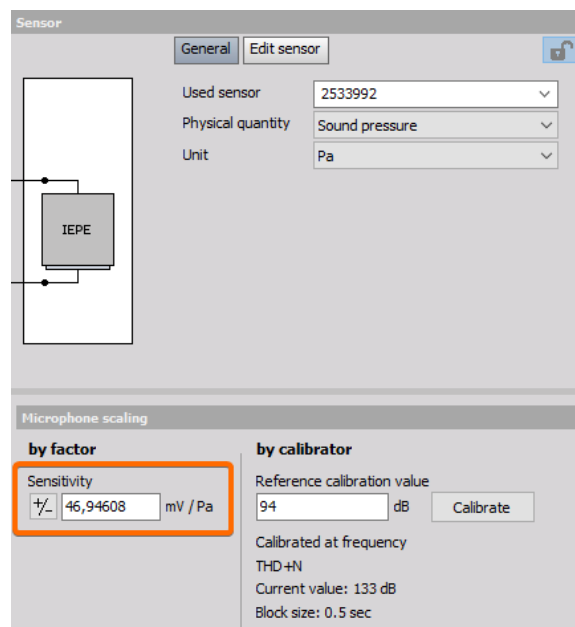 Sensor
General Edit sensor
Used sensor 2533992
Physical quantity Sound pressure
Unit Pa
IEPE
Microphone scaling
by factor by calibrator
Sensitivity Reference calibration value
+/_ 46,94608 mV / Pa 94 dB Calibrate
Calibrated at frequency
THD+N
Current value: 133 dB
Block size: 0.5 sec